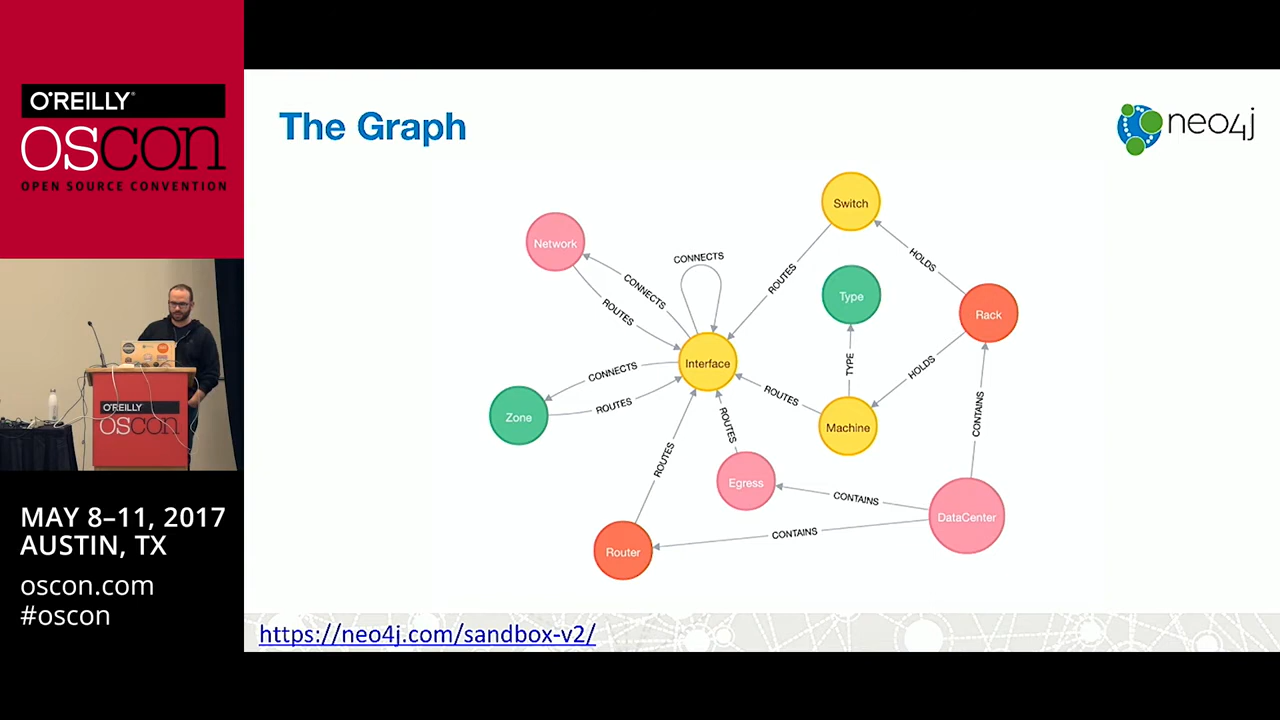 O'REILLY®
OSCON
OPEN SOURCE CONVENTION
O'REILLY
OSCON
MAY 8–11, 2017
AUSTIN, TX
oscon.com
#oscon
The Graph
neo4j
Switch
Network
CONNECTS
HOLDS
CONNECTS
ROUTES
Type
ROUTES
Rack
Interface
TYPE
HOLDS
CONNECTS
ROUTES
ROUTES
CONTAINS
Zone
ROUTES
Machine
ROUTES
Egress
CONTAINS
DataCenter
CONTAINS
Router
https://neo4j.com/sandbox-v2/